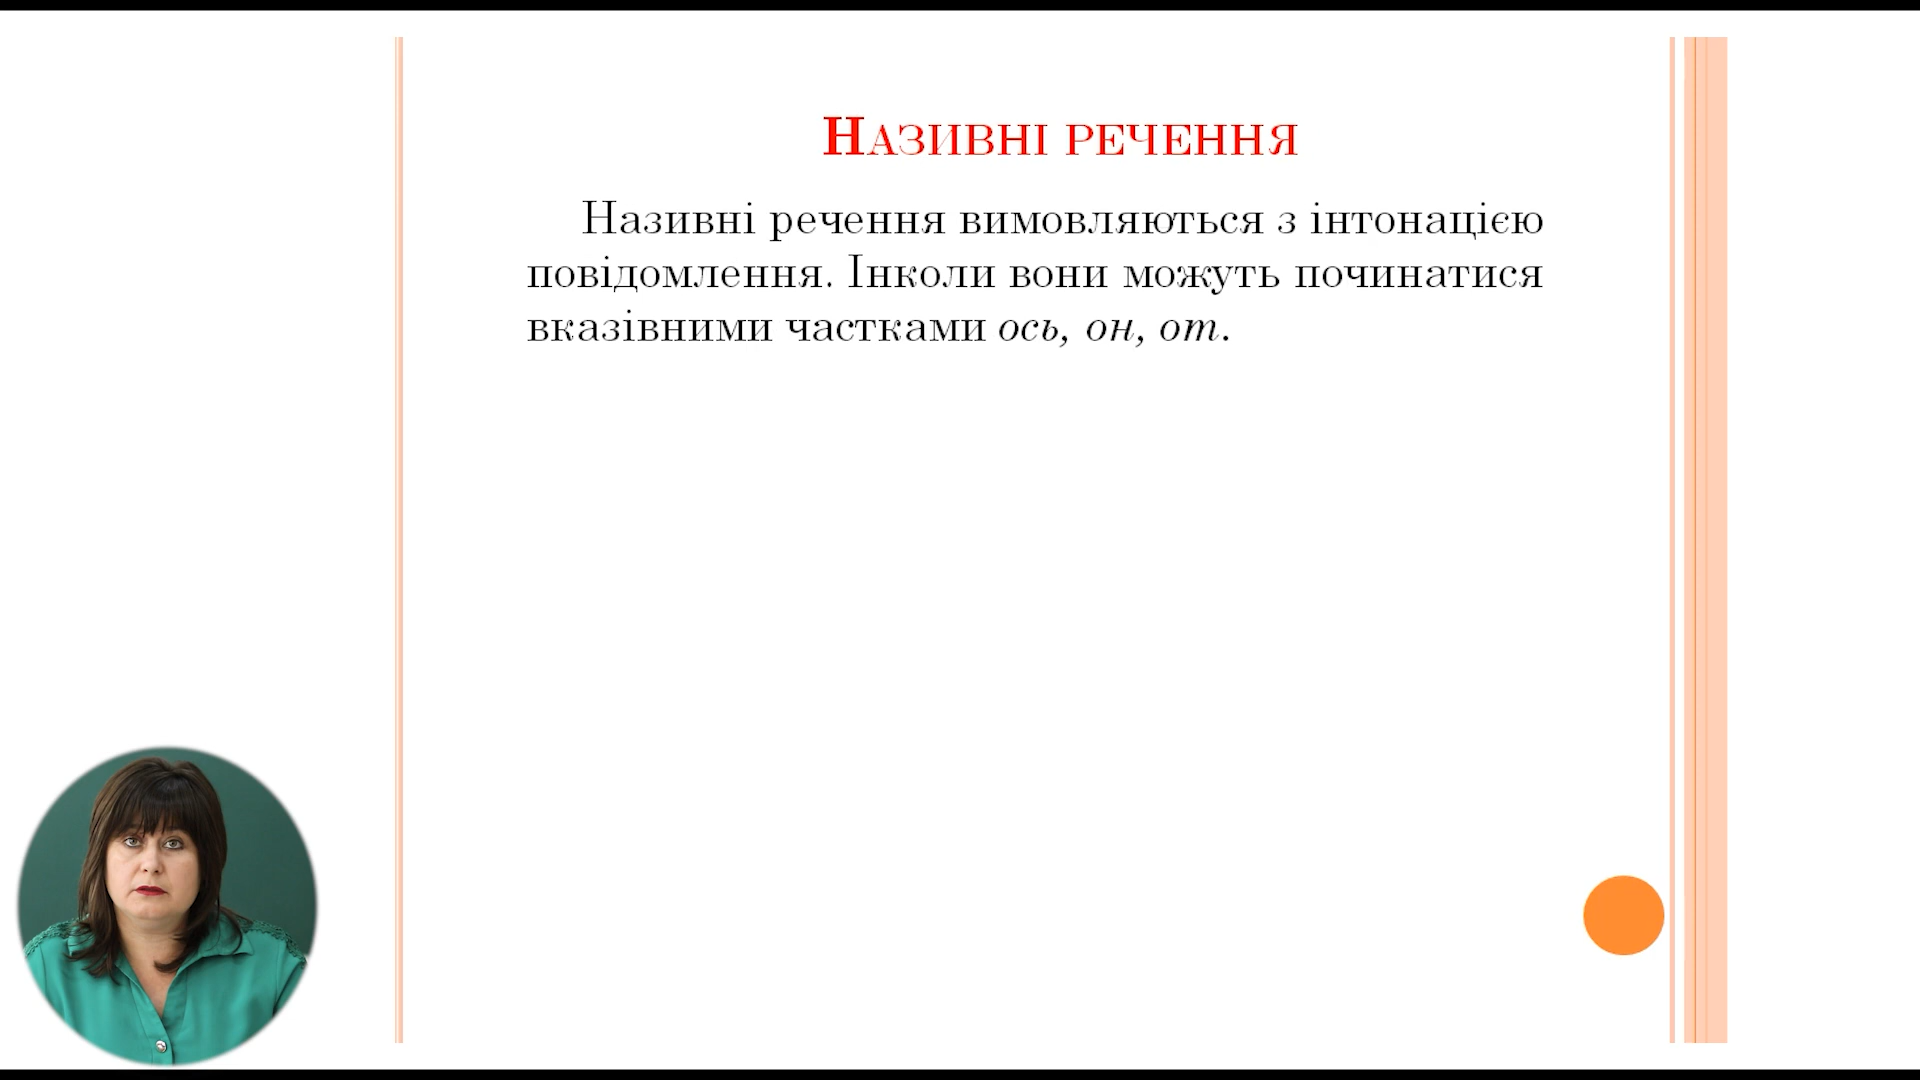 Називні речення
Називні речення вимовляються з інтонацією
повідомлення. Інколи вони можуть починатися
вказівними частками ось, он, от.